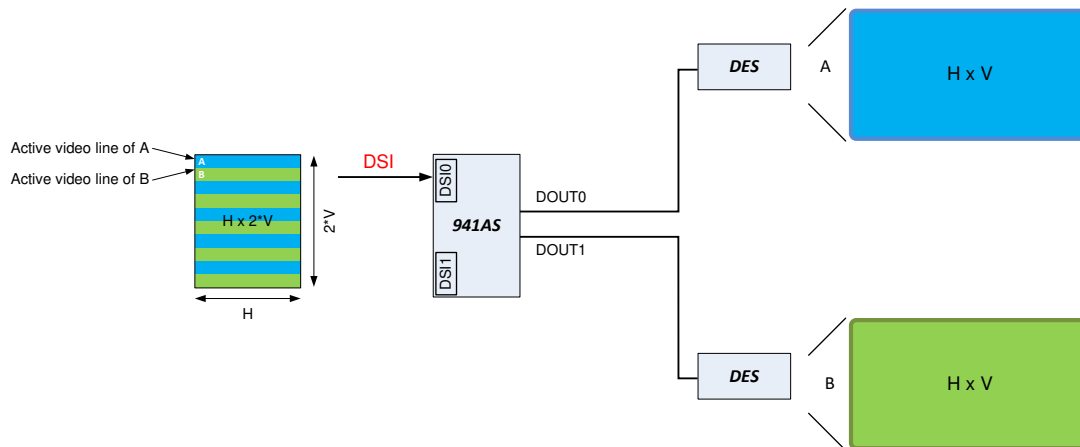 Active video line of A
Active video line of B
A
B
H x 2*V
2*V
H
DSI
DSI0
941AS
DSI1
DOUT0
DOUT1
DES
A
H x V
DES
B
H x V